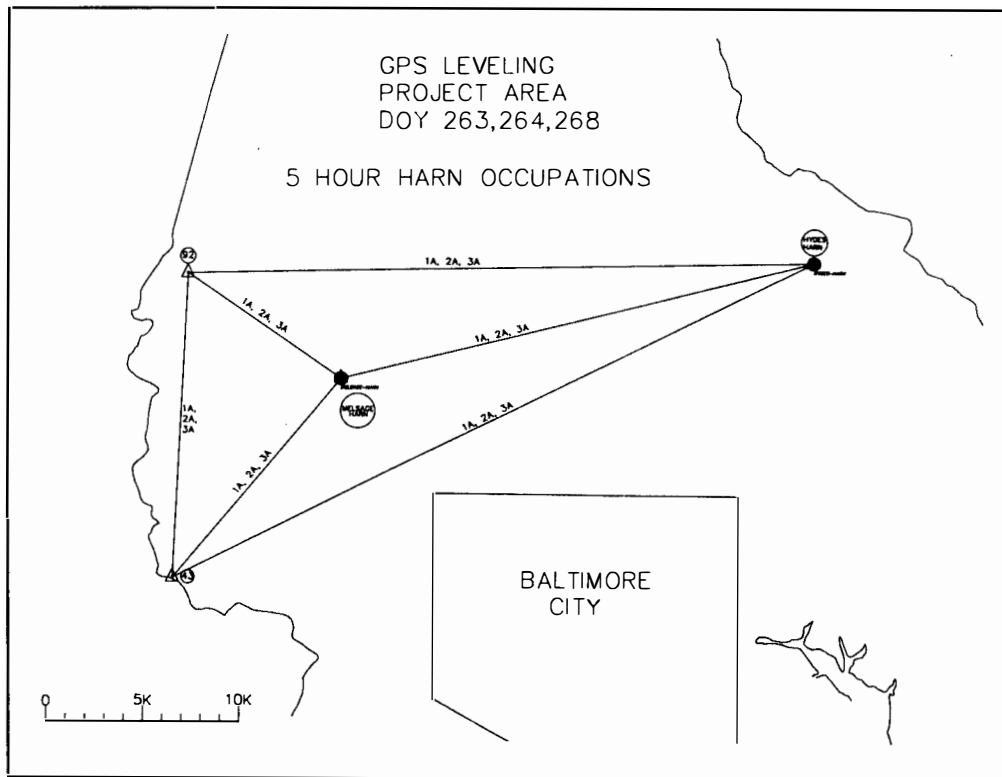 GPS LEVELING
PROJECT AREA
DOY 263,264,268
5 HOUR HARN OCCUPATIONS
92
HYDES
HARN
1A, 2A, 3A
1A, 2A, 3A
1A, 2A, 3A
HARN
1A,
2A,
3A
1A, 2A, 3A
1A, 2A, 3A
43
BALTIMORE
CITY
0 5K 10K